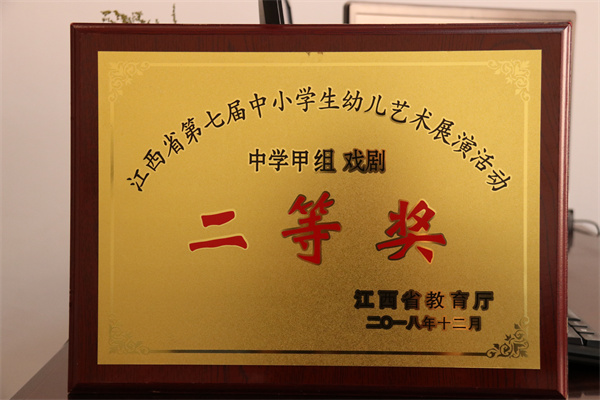 江西省第七届中小学生幼儿艺术展演活动
中学甲组 戏剧
二等奖
江西省教育厅
二〇一八年十二月